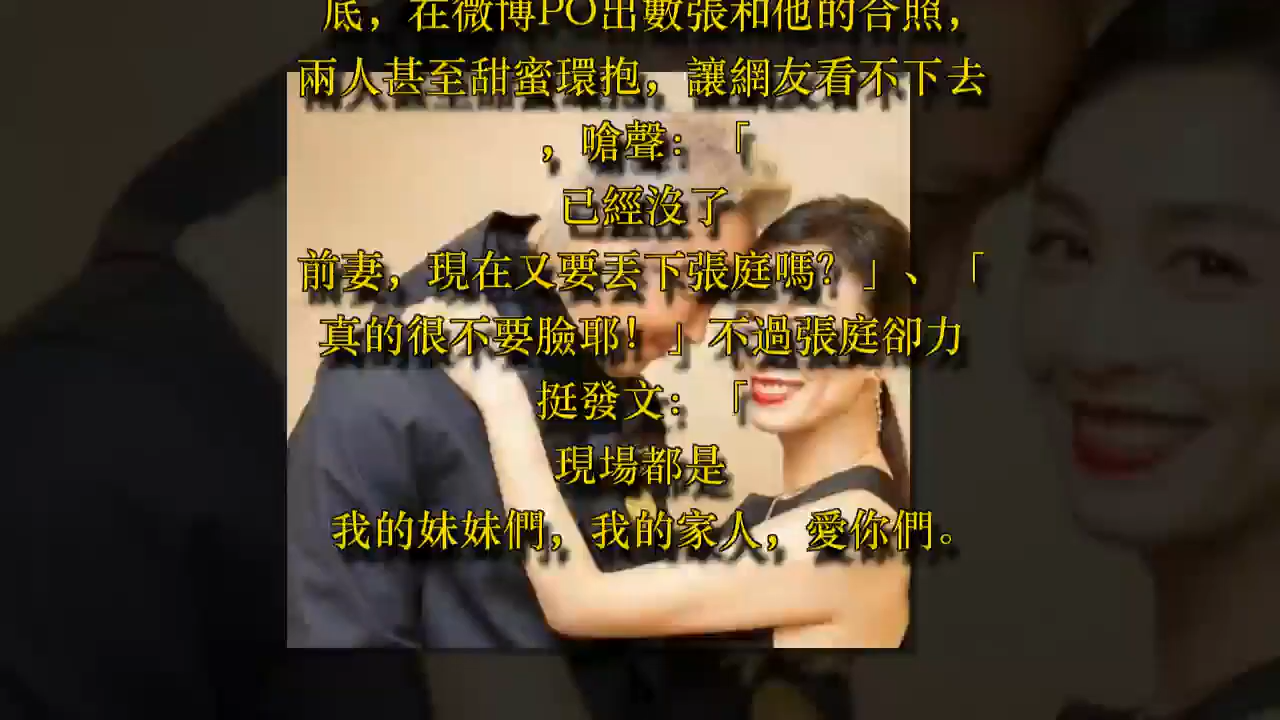 底，在微博PO出數張和他的合照，
兩人甚至甜蜜環抱，讓網友看不下去
，嗆聲：「
已經沒了
前妻，現在又要丟下張庭嗎？」、「
真的很不要臉耶！」不過張庭卻力
挺發文：「
現場都是
我的妹妹們，我的家人，愛你們。